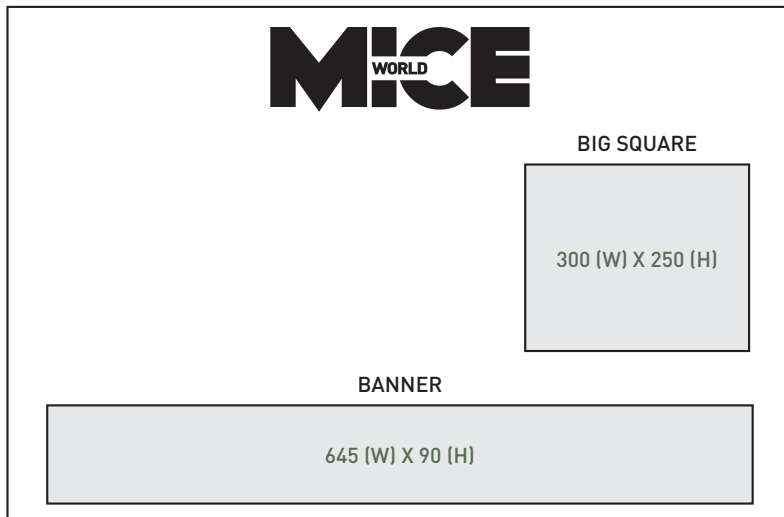 MICE
WORLD
BIG SQUARE
300 (W) X 250 (H)
BANNER
645 (W) X 90 (H)